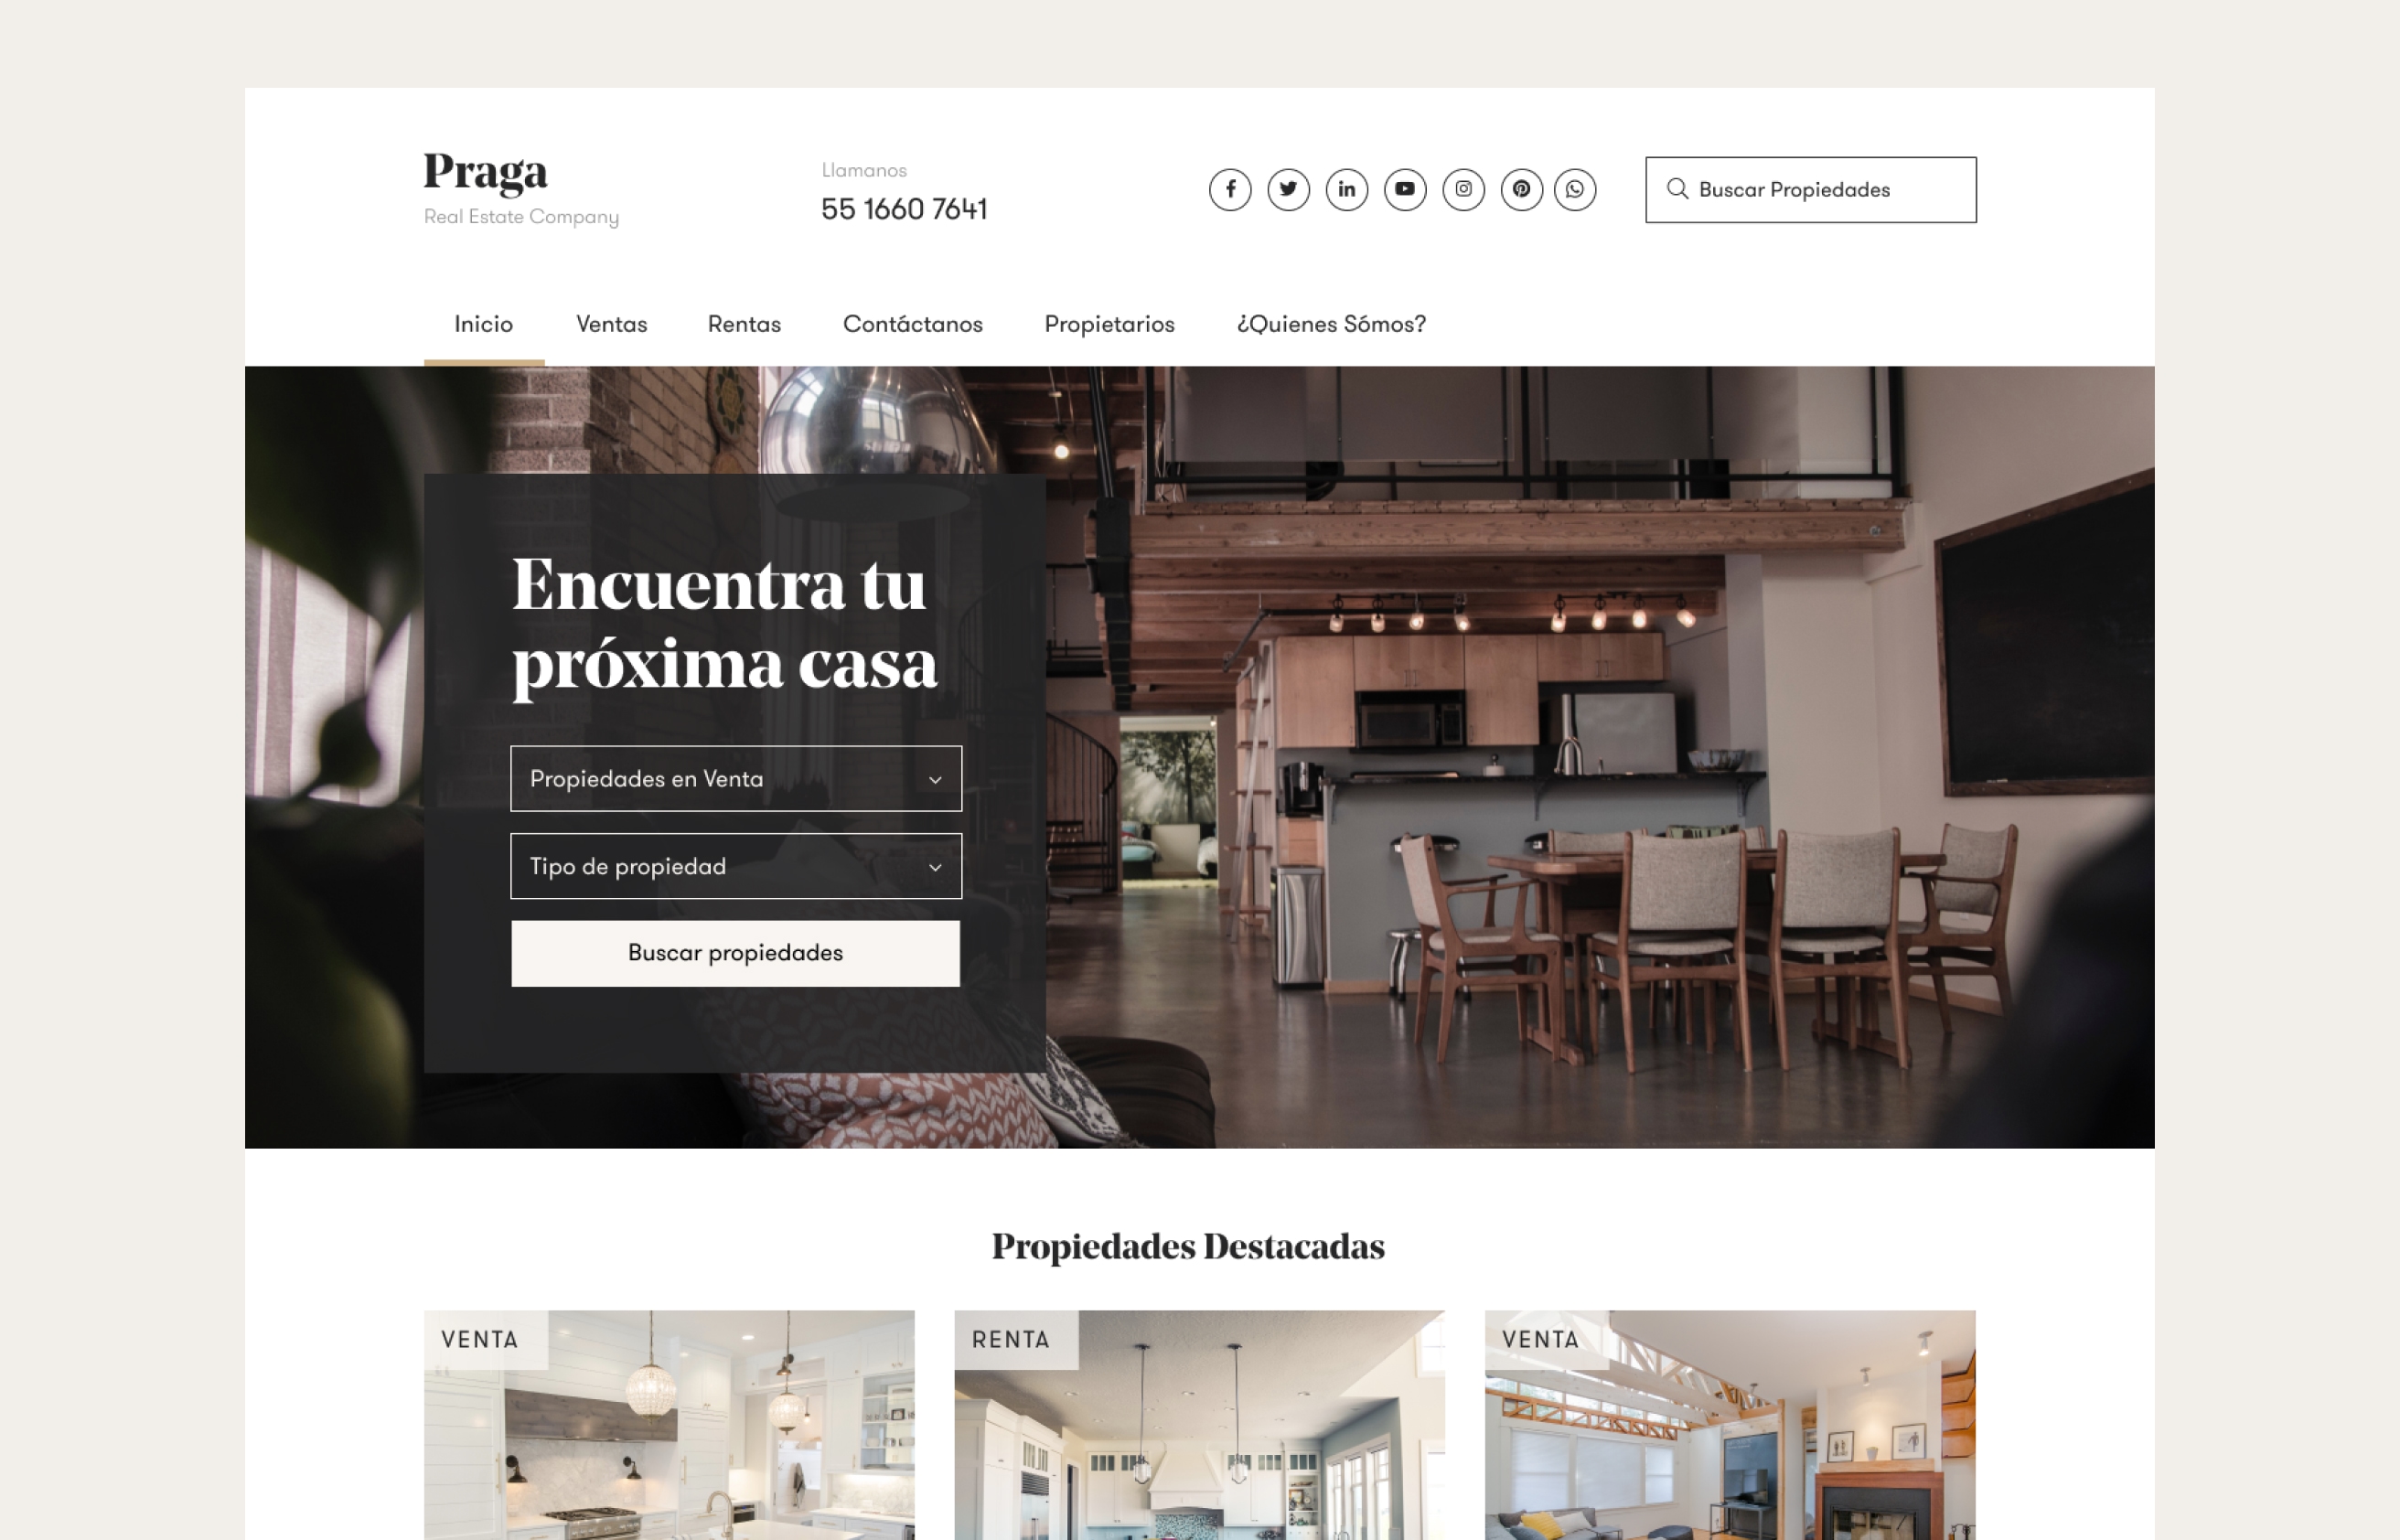 Praga
Real Estate Company
Llamanos
55 1660 7641
Buscar Propiedades
Inicio Ventas Rentas Contáctanos Propietarios ¿Quienes Sómos?
Encuentra tu
próxima casa
Propiedades en Venta
Tipo de propiedad
Buscar propiedades
Propiedades Destacadas
VENTA RENTA VENTA